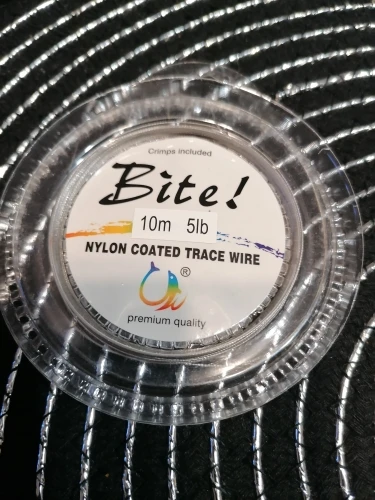 Crimps included
Bite!
10m 5lb
NYLON COATED TRACE WIRE
®
premium quality